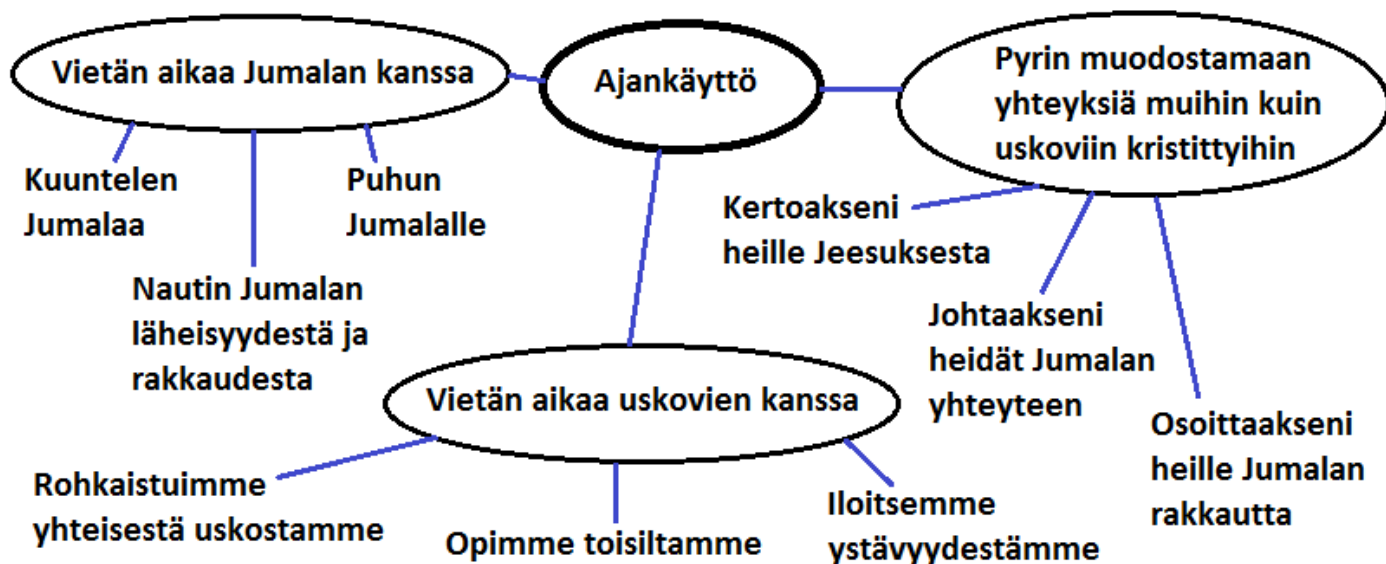 Vietän aikaa Jumalan kanssa
Kuuntelen
Jumalaa
Nautin Jumalan
läheisyydestä ja
rakkaudesta
Puhun
Jumalalle
Ajankäyttö
Vietän aikaa uskovien kanssa
Rohkaistuimme
yhteisestä uskostamme
Opimme toisiltamme
Iloitsemme
ystävyydestämme
Pyrin muodostamaan
yhteyksiä muihin kuin
uskoviin kristittyihin
Kertoakseni
heille Jeesuksesta
Johtaakseni
heidät Jumalan
yhteyteen
Osoittaakseni
heille Jumalan
rakkautta